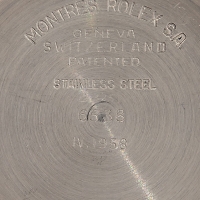 MONTRES ROLEX S.A
GENEVA
SWITZERLAND
PATENTED
STAINLESS STEEL
IV.1958